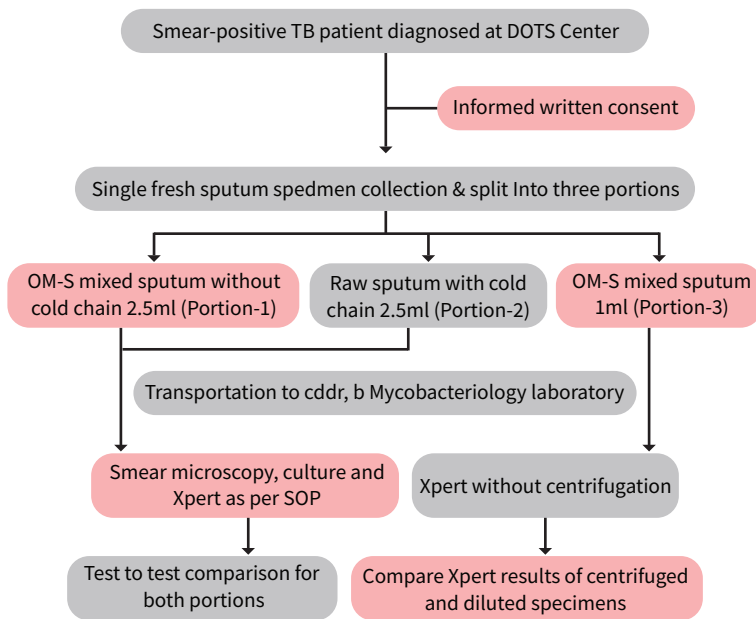 Smear-positive TB patient diagnosed at DOTS Center
Informed written consent
Single fresh sputum spedmen collection & split Into three portions
OM-S mixed sputum without
cold chain 2.5ml (Portion-1)
Raw sputum with cold
chain 2.5ml (Portion-2)
OM-S mixed sputum
1ml (Portion-3)
Transportation to cddr, b Mycobacteriology laboratory
Smear microscopy, culture and
Xpert as per SOP
Xpert without centrifugation
Test to test comparison for
both portions
Compare Xpert results of centrifuged
and diluted specimens